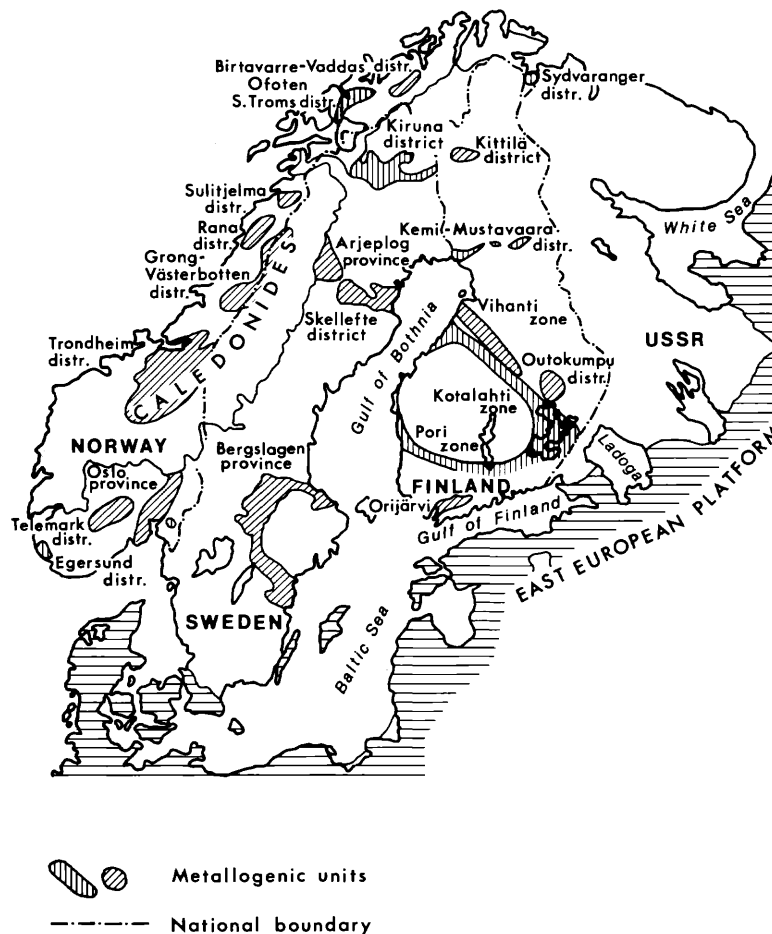 Birtavarre-Vaddas distr.
Ofoten
S.Troms distr.
Sydvaranger
distr.
Kiruna
district
Kittilä
district
Sulitjelma
distr.
Rana
distr.
Grong-
Västerbotten
distr.
Arjeplog
province
Kemi-Mustavaara
distr.
White Sea
CALEDONIDES
Skellefte
district
Gulf of Bothnia
Vihanti
zone
USSR
Trondheim
distr.
Outokumpu
distr.
Kotalahti
zone
Pori
zone
NORWAY
Bergslagen
province
Oslo
province
FINLAND
Ladoga
Orijärvi
Gulf of Finland
Telemark
distr.
Egersund
distr.
EAST EUROPEAN PLATFORM
SWEDEN
Baltic Sea
Metallogenic units
National boundary